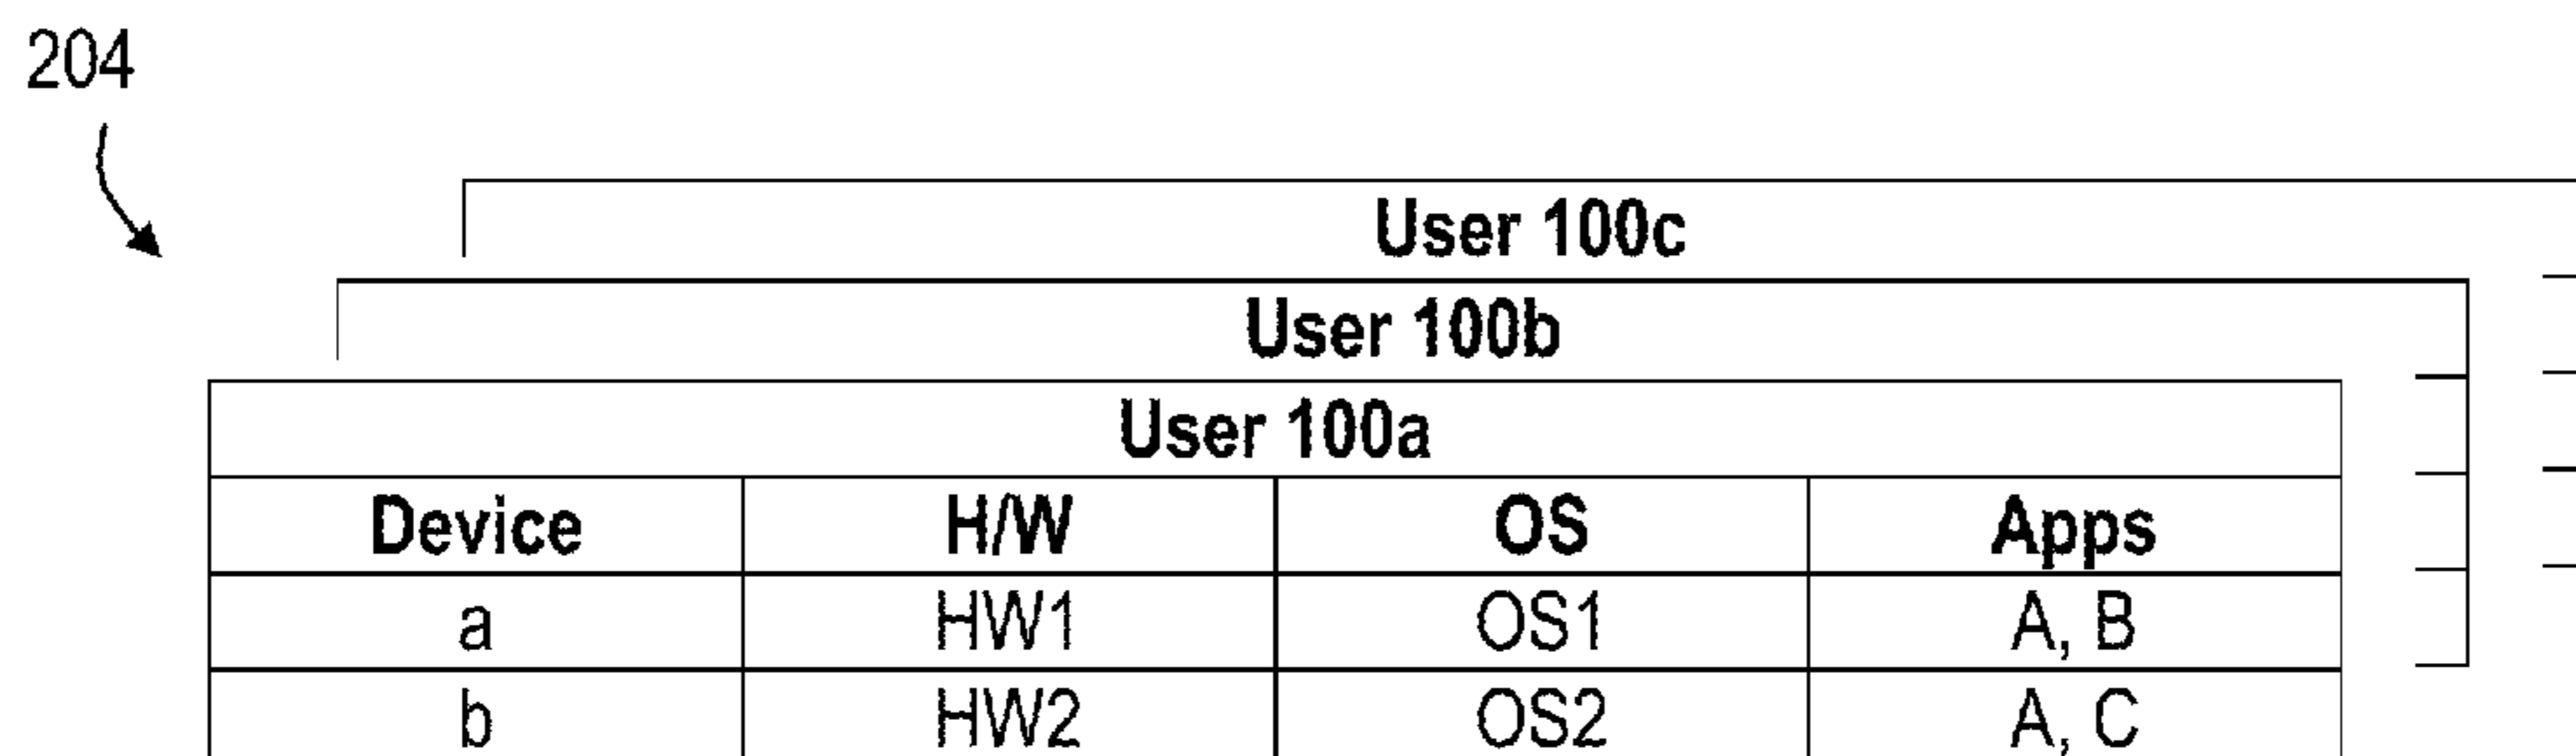 204
User 100c
User 100b
User 100a
Device H/W OS Apps
a HW1 OS1 A, B
b HW2 OS2 A, C